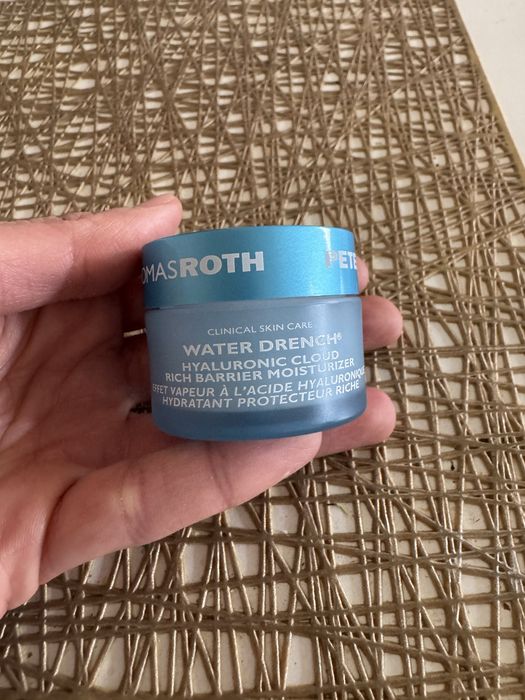 OMASROTH PETE
CLINICAL SKIN CARE
WATER DRENCH®
HYALURONIC CLOUD
RICH BARRIER MOISTURIZER
EFFET VAPEUR À L'ACIDE HYALURONIQUE
HYDRATANT PROTECTEUR RICHE